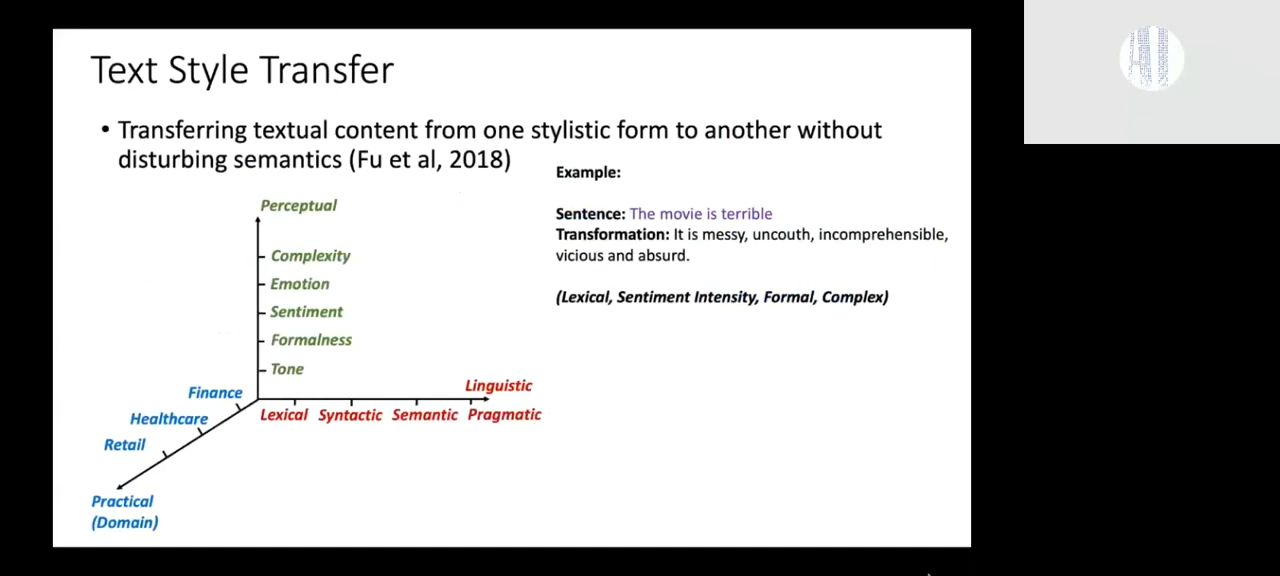 Text Style Transfer
• Transferring textual content from one stylistic form to another without
disturbing semantics (Fu et al, 2018)
Example:
Sentence: The movie is terrible
Transformation: It is messy, uncouth, incomprehensible,
vicious and absurd.
(Lexical, Sentiment Intensity, Formal, Complex)
Perceptual
Complexity
Emotion
Sentiment
Formalness
Tone
Linguistic
Lexical Syntactic Semantic Pragmatic
Finance
Healthcare
Retail
Practical
(Domain)